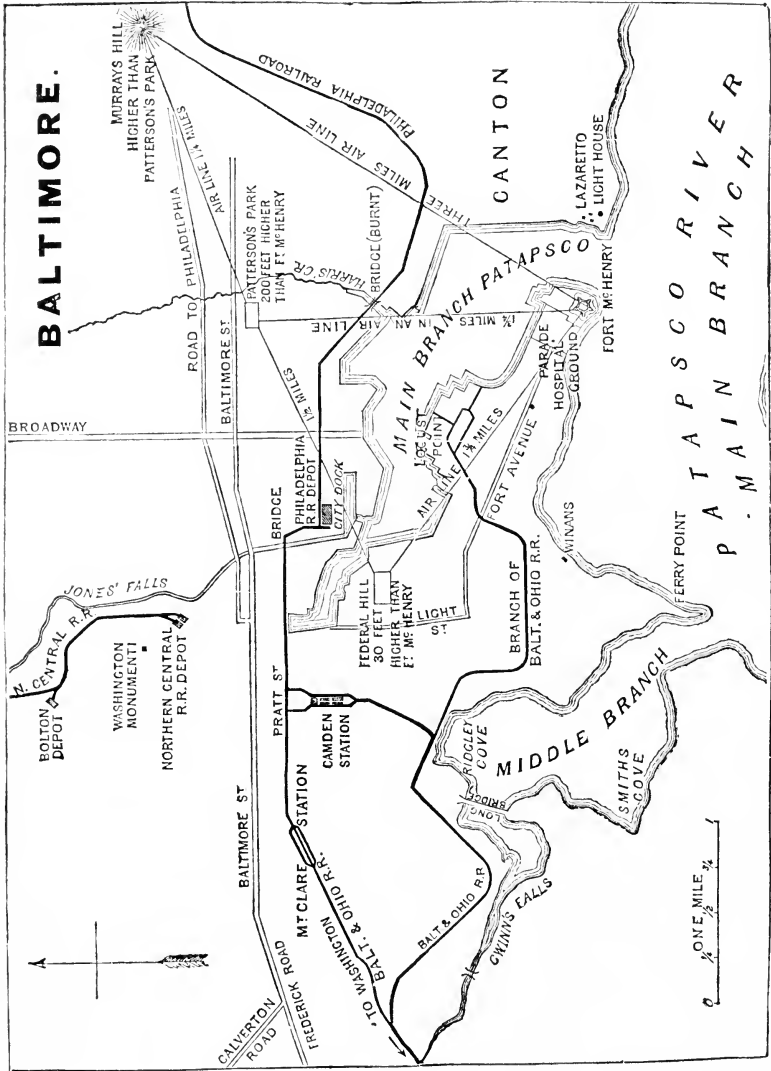 BALTIMORE.
MURRAYS HILL
HIGHER THAN
PATTERSON'S PARK
PHILADELPHIA RAILROAD
AIR LINE 1¼ MILES
THREE MILES AIR LINE
ROAD TO PHILADELPHIA
BALTIMORE ST
PATTERSON'S PARK
200 FEET HIGHER
THAN FT McHENRY
HARRIS' CR.
BRIDGE (BURNT)
CANTON
LAZARETTO
LIGHT HOUSE
MAIN BRANCH PATAPSCO
1¾ MILES IN AN AIR LINE
FORT McHENRY
PARADE
HOSPITAL
GROUND
PATAPSCO RIVER
MAIN BRANCH
BROADWAY
1½ MILES
PHILADELPHIA
R.R. DEPOT
CITY DOCK
BRIDGE
LOCUST
POINT
AIR LINE 1¾ MILES
FORT AVENUE
WINANS
FERRY POINT
JONES' FALLS
N. CENTRAL R.R.
BOLTON
DEPOT
WASHINGTON
MONUMENT
NORTHERN CENTRAL
R.R. DEPOT
FEDERAL HILL
30 FEET
HIGHER THAN
FT McHENRY
LIGHT
ST
BRANCH OF
BALT. & OHIO R.R.
PRATT ST
CAMDEN
STATION
MIDDLE BRANCH
RIDGLEY
COVE
LONG BRIDGE
SMITHS
COVE
BALTIMORE ST
MT CLARE STATION
TO WASHINGTON
BALT. & OHIO R.R.
BALT & OHIO R.R
GWINN'S FALLS
CALVERTON
ROAD
FREDERICK ROAD
0 ¼ ½ ¾ 1
ONE MILE